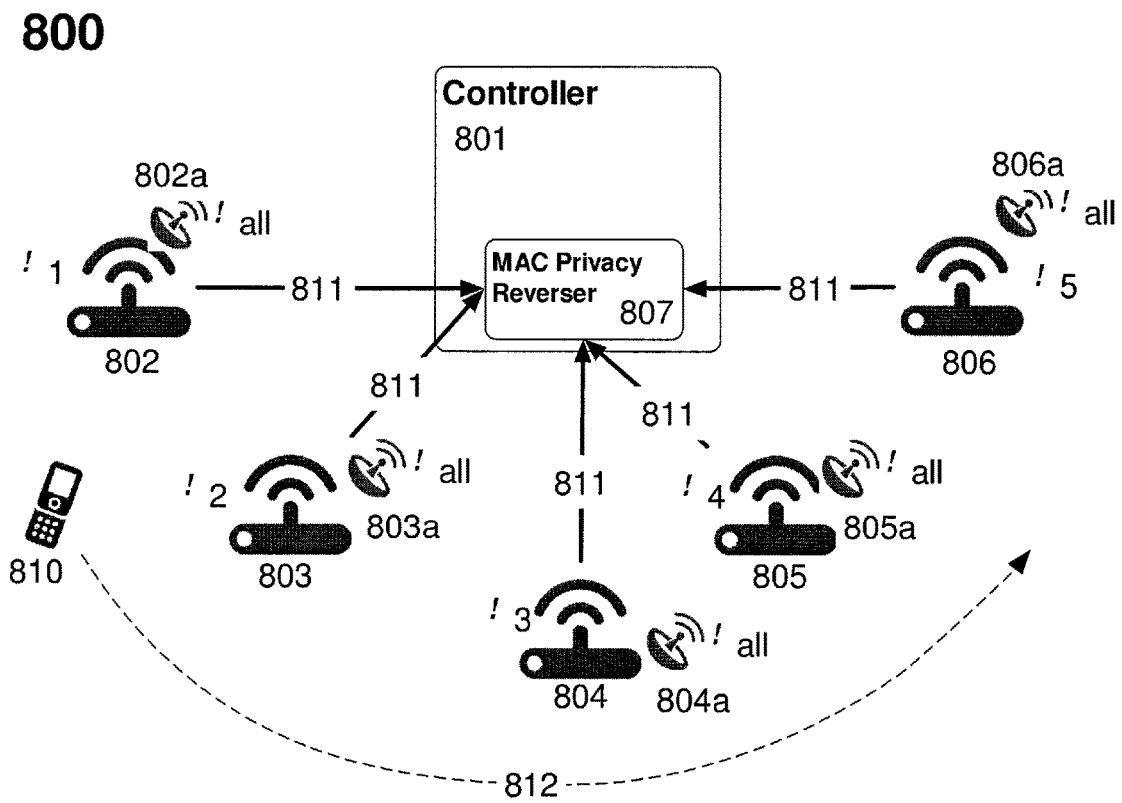 800
Controller
801
802a
! all
! 1
811
802
MAC Privacy
Reverser
807
811
806a
! all
! 5
806
811
811
! 2
! all
803a
803
811
! 4
! all
805a
805
810
! 3
! all
804
804a
812